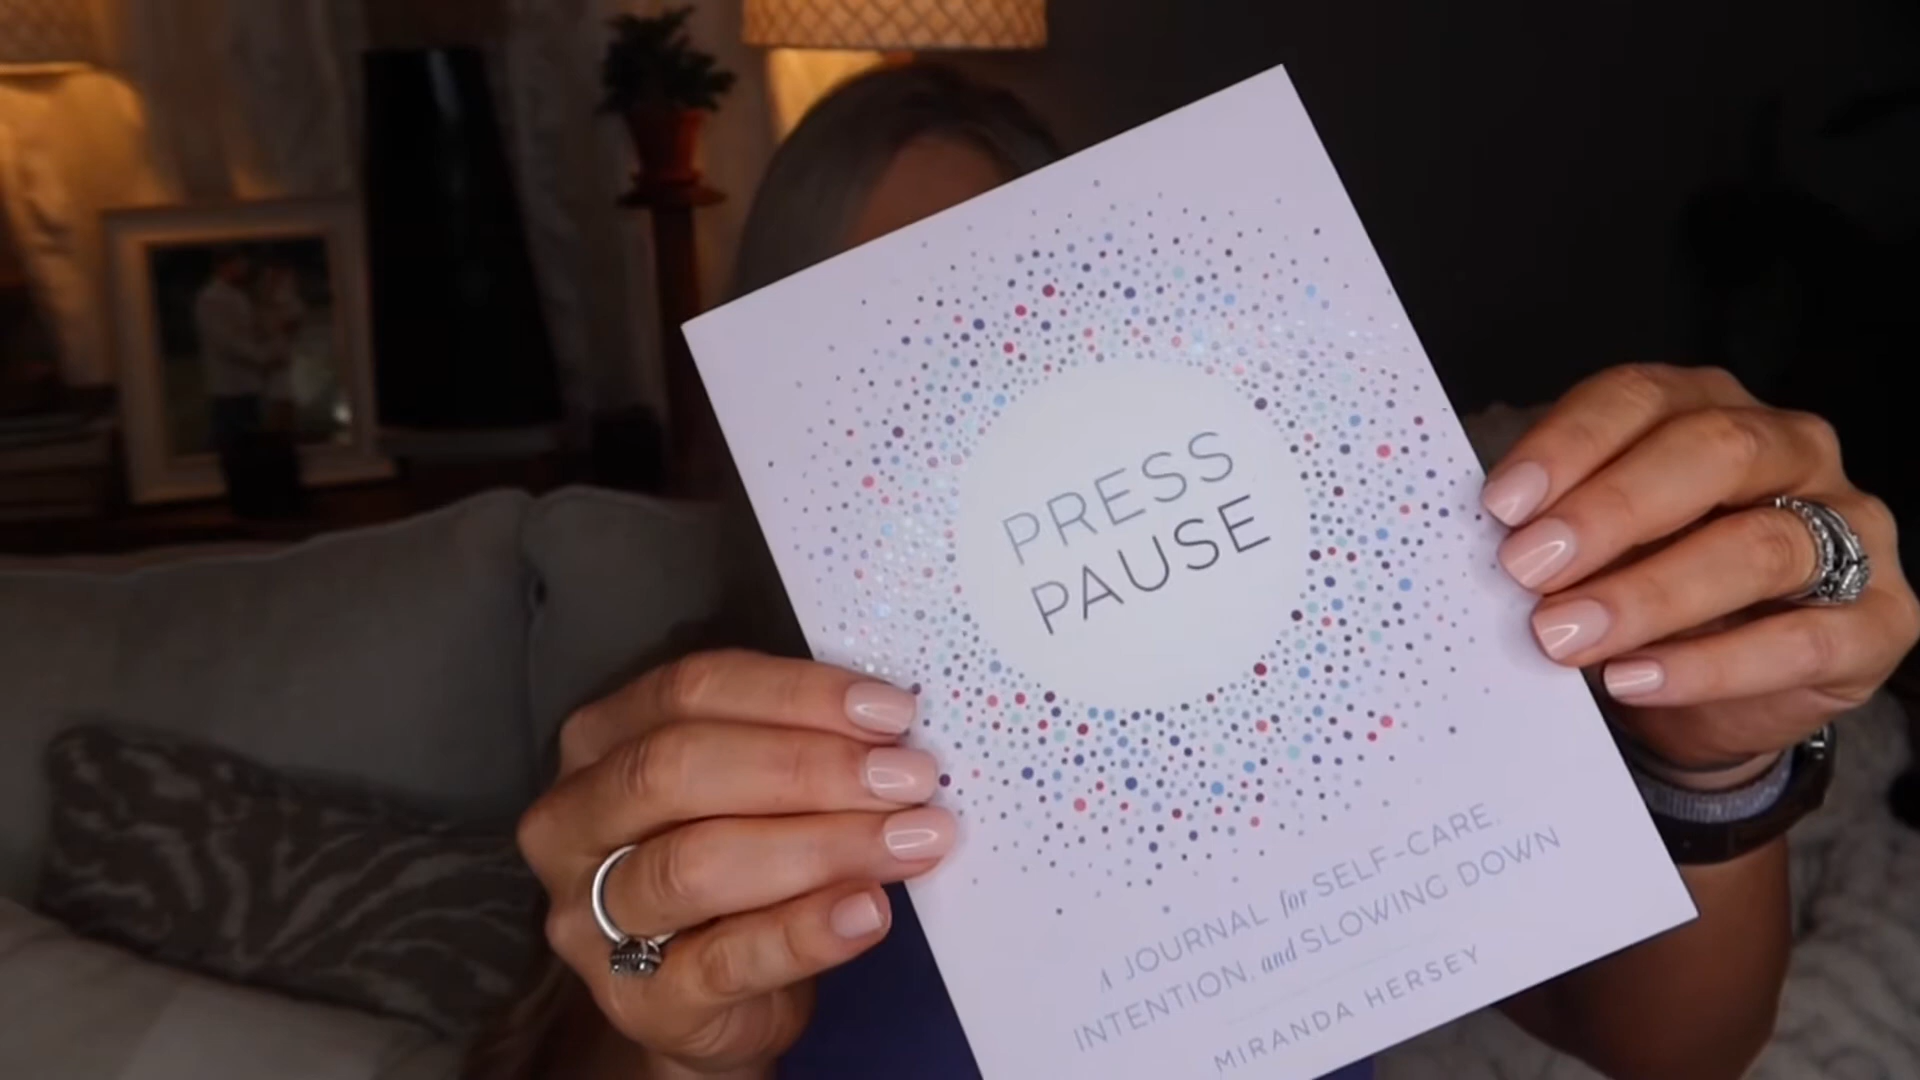 PRESS
PAUSE
A JOURNAL for SELF-CARE,
INTENTION, and SLOWING DOWN
MIRANDA HERSEY